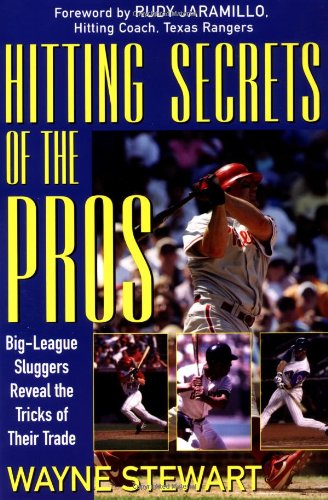 Foreword by RUDY JARAMILLO,
Hitting Coach, Texas Rangers
HITTING SECRETS
OF THE
PROS
Big-League
Sluggers
Reveal the
Tricks of
Their Trade
WAYNE STEWART